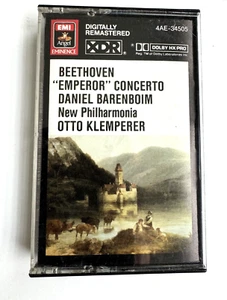 EMI
Angel
EMINENCE
DIGITALLY
REMASTERED
XDR
4AE-34505
DOLBY HX PRO
BEETHOVEN
"EMPEROR" CONCERTO
DANIEL BARENBOIM
New Philharmonia
OTTO KLEMPERER